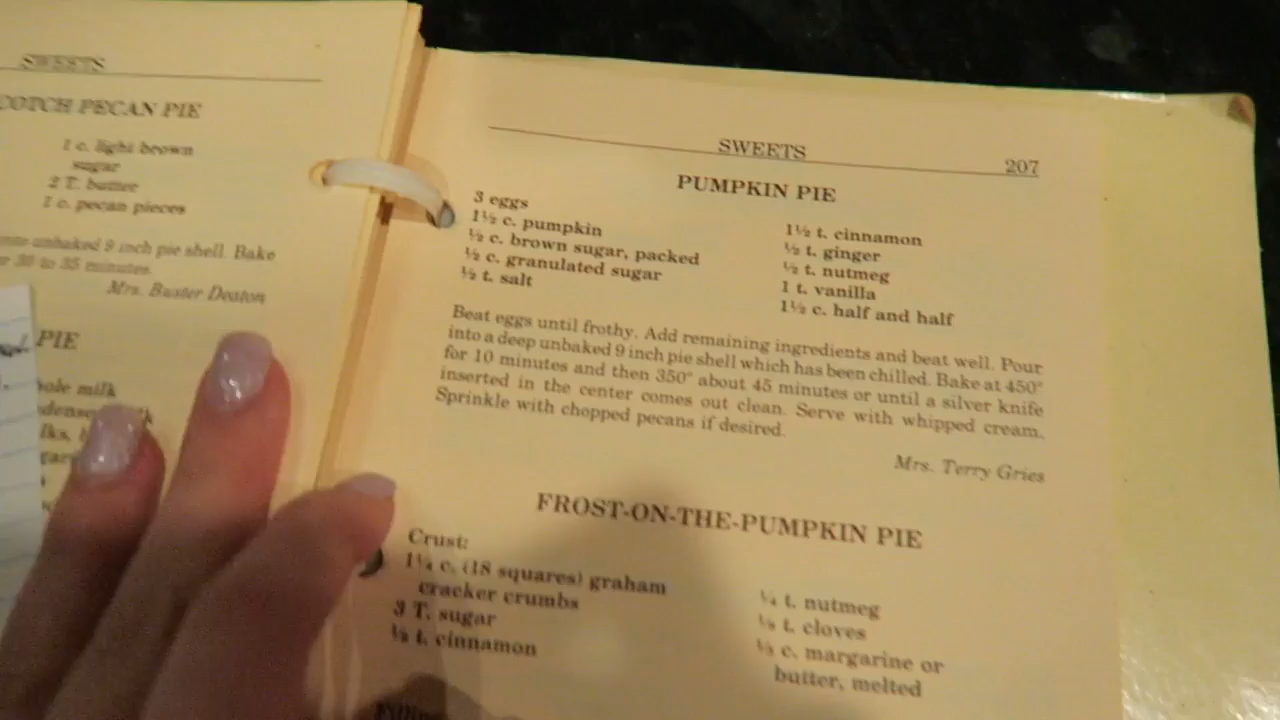 SWEETS
COTCH PECAN PIE
1 c. light brown
sugar
2 T. butter
1 c. pecan pieces
unbaked 9 inch pie shell. Bake
30 to 35 minutes.
Mrs. Buster Deaton
PIE
milk
SWEETS 207
PUMPKIN PIE
3 eggs
1½ c. pumpkin
½ c. brown sugar, packed
½ c. granulated sugar
½ t. salt
1½ t. cinnamon
½ t. ginger
½ t. nutmeg
1 t. vanilla
1½ c. half and half
Beat eggs until frothy. Add remaining ingredients and beat well. Pour
into a deep unbaked 9 inch pie shell which has been chilled. Bake at 450°
for 10 minutes and then 350° about 45 minutes or until a silver knife
inserted in the center comes out clean. Serve with whipped cream.
Sprinkle with chopped pecans if desired.
Mrs. Terry Gries
FROST-ON-THE-PUMPKIN PIE
Crust:
1¼ c. (18 squares) graham
cracker crumbs
3 T. sugar
½ t. cinnamon
¼ t. nutmeg
t. cloves
⅓ c. margarine or
butter, melted